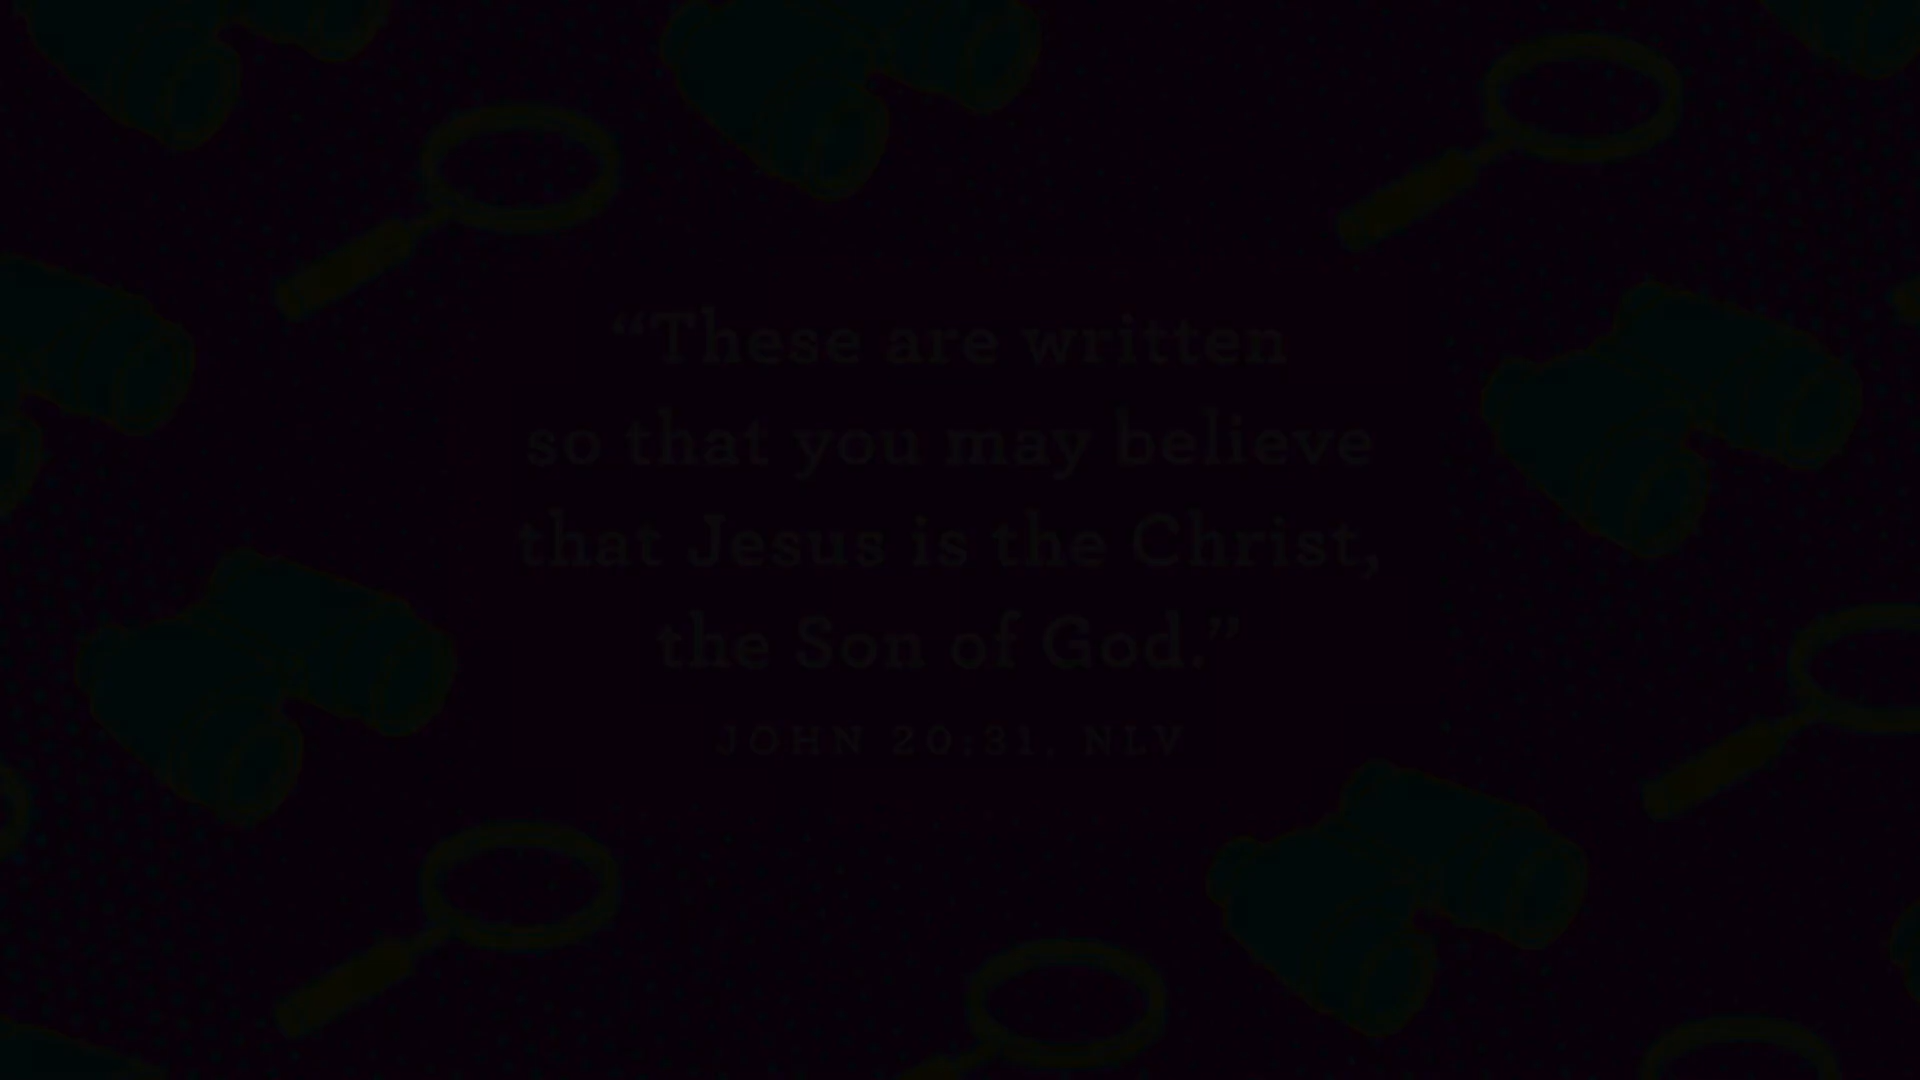 “These are written
so that you may believe
that Jesus is the Christ,
the Son of God.”
JOHN 20:31, NLV